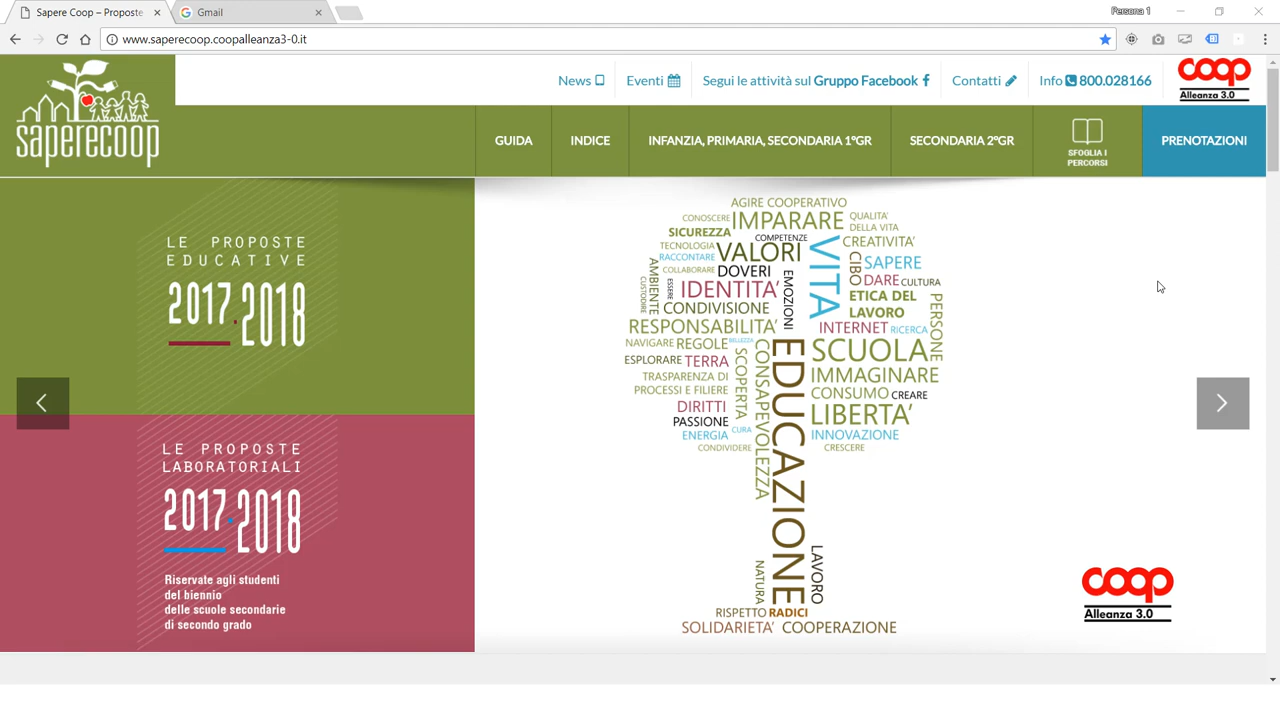 Sapere Coop – Proposte
Gmail
Persona 1
www.saperecoop.coopalleanza3-0.it
saperecoop
News
Eventi
Segui le attività sul Gruppo Facebook
Contatti
Info 800.028166
coop
Alleanza 3.0
GUIDA
INDICE
INFANZIA, PRIMARIA, SECONDARIA 1°GR
SECONDARIA 2°GR
SFOGLIA I
PERCORSI
PRENOTAZIONI
LE PROPOSTE
EDUCATIVE
2017.2018
LE PROPOSTE
LABORATORIALI
2017.2018
Riservate agli studenti
del biennio
delle scuole secondarie
di secondo grado
AGIRE COOPERATIVO
CONOSCERE
IMPARARE
QUALITA'
DELLA VITA
SICUREZZA
COMPETENZE
CREATIVITA'
TECNOLOGIA
VALORI
VITA
RACCONTARE
CIBO
SAPERE
COLLABORARE
DOVERI
AMBIENTE
CUSTODIRE
ESSERE
EMOZIONI
DARE
CULTURA
IDENTITA'
ETICA DEL
LAVORO
PERSONE
CONDIVISIONE
RESPONSABILITA'
INTERNET
RICERCA
NAVIGARE
REGOLE
BELLEZZA
CONSAPEVOLEZZA
EDUCAZIONE
SCUOLA
ESPLORARE
TERRA
SCOPERTA
IMMAGINARE
TRASPARENZA DI
PROCESSI E FILIERE
CONSUMO
CREARE
DIRITTI
LIBERTA'
PASSIONE
ENERGIA
CURA
INNOVAZIONE
CONDIVIDERE
CRESCERE
NATURA
LAVORO
RISPETTO
RADICI
SOLIDARIETA'
COOPERAZIONE
coop
Alleanza 3.0